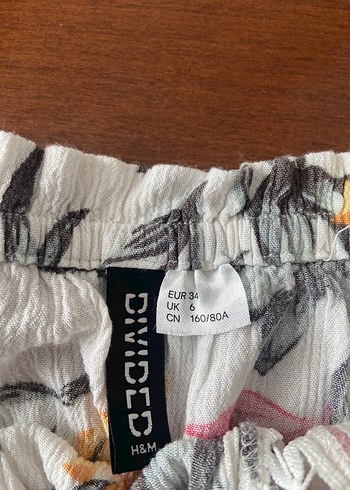 EUR 34
UK 6
CN 160/80A
DIVIDED
H&M